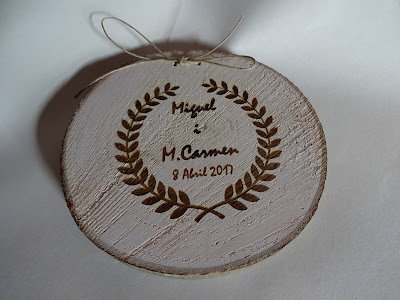 Miguel
i
M.Carmen
8 Abril 2017